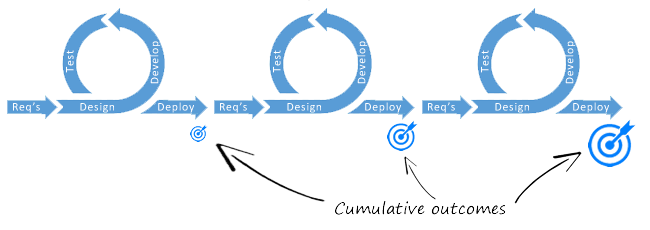 Test
Develop
Req's
Design
Deploy
Test
Develop
Req's
Design
Deploy
Test
Develop
Req's
Design
Deploy
Cumulative outcomes